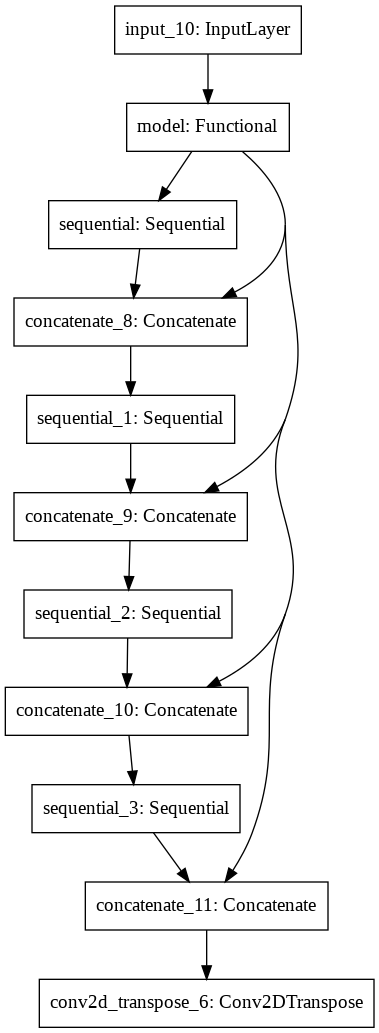 input_10: InputLayer
model: Functional
sequential: Sequential
concatenate_8: Concatenate
sequential_1: Sequential
concatenate_9: Concatenate
sequential_2: Sequential
concatenate_10: Concatenate
sequential_3: Sequential
concatenate_11: Concatenate
conv2d_transpose_6: Conv2DTranspose